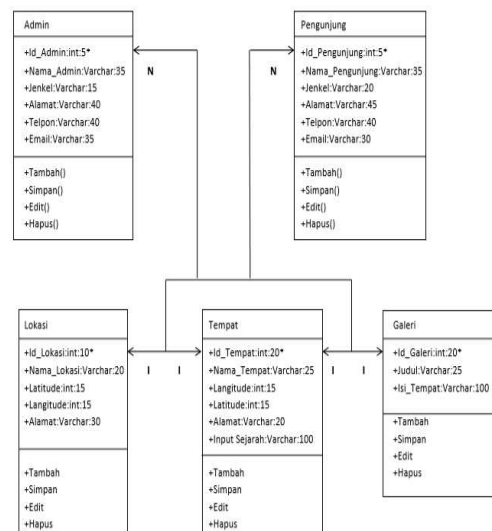 Admin
+Id_Admin:int:5*
+Nama_Admin:Varchar:35
+Jenkel:Varchar:15
+Alamat:Varchar:40
+Telpon:Varchar:40
+Email:Varchar:35
+Tambah()
+Simpan()
+Edit()
+Hapus()
N
N
Pengunjung
+Id_Pengunjung:int:5*
+Nama_Pengunjung:Varchar:35
+Jenkel:Varchar:20
+Alamat:Varchar:45
+Telpon:Varchar:40
+Email:Varchar:30
+Tambah()
+Simpan()
+Edit()
+Hapus()
Lokasi
+Id_Lokasi:int:10*
+Nama_Lokasi:Varchar:20
+Latitude:int:15
+Langitude:int:15
+Alamat:Varchar:30
+Tambah
+Simpan
+Edit
+Hapus
I I
Tempat
+Id_Tempat:int:20*
+Nama_Tempat:Varchar:25
+Langitude:int:15
+Latitude:int:15
+Alamat:Varchar:20
+Input Sejarah:Varchar:100
+Tambah
+Simpan
+Edit
+Hapus
I I
Galeri
+Id_Galeri:int:20*
+Judul:Varchar:25
+Isi_Tempat:Varchar:100
+Tambah
+Simpan
+Edit
+Hapus